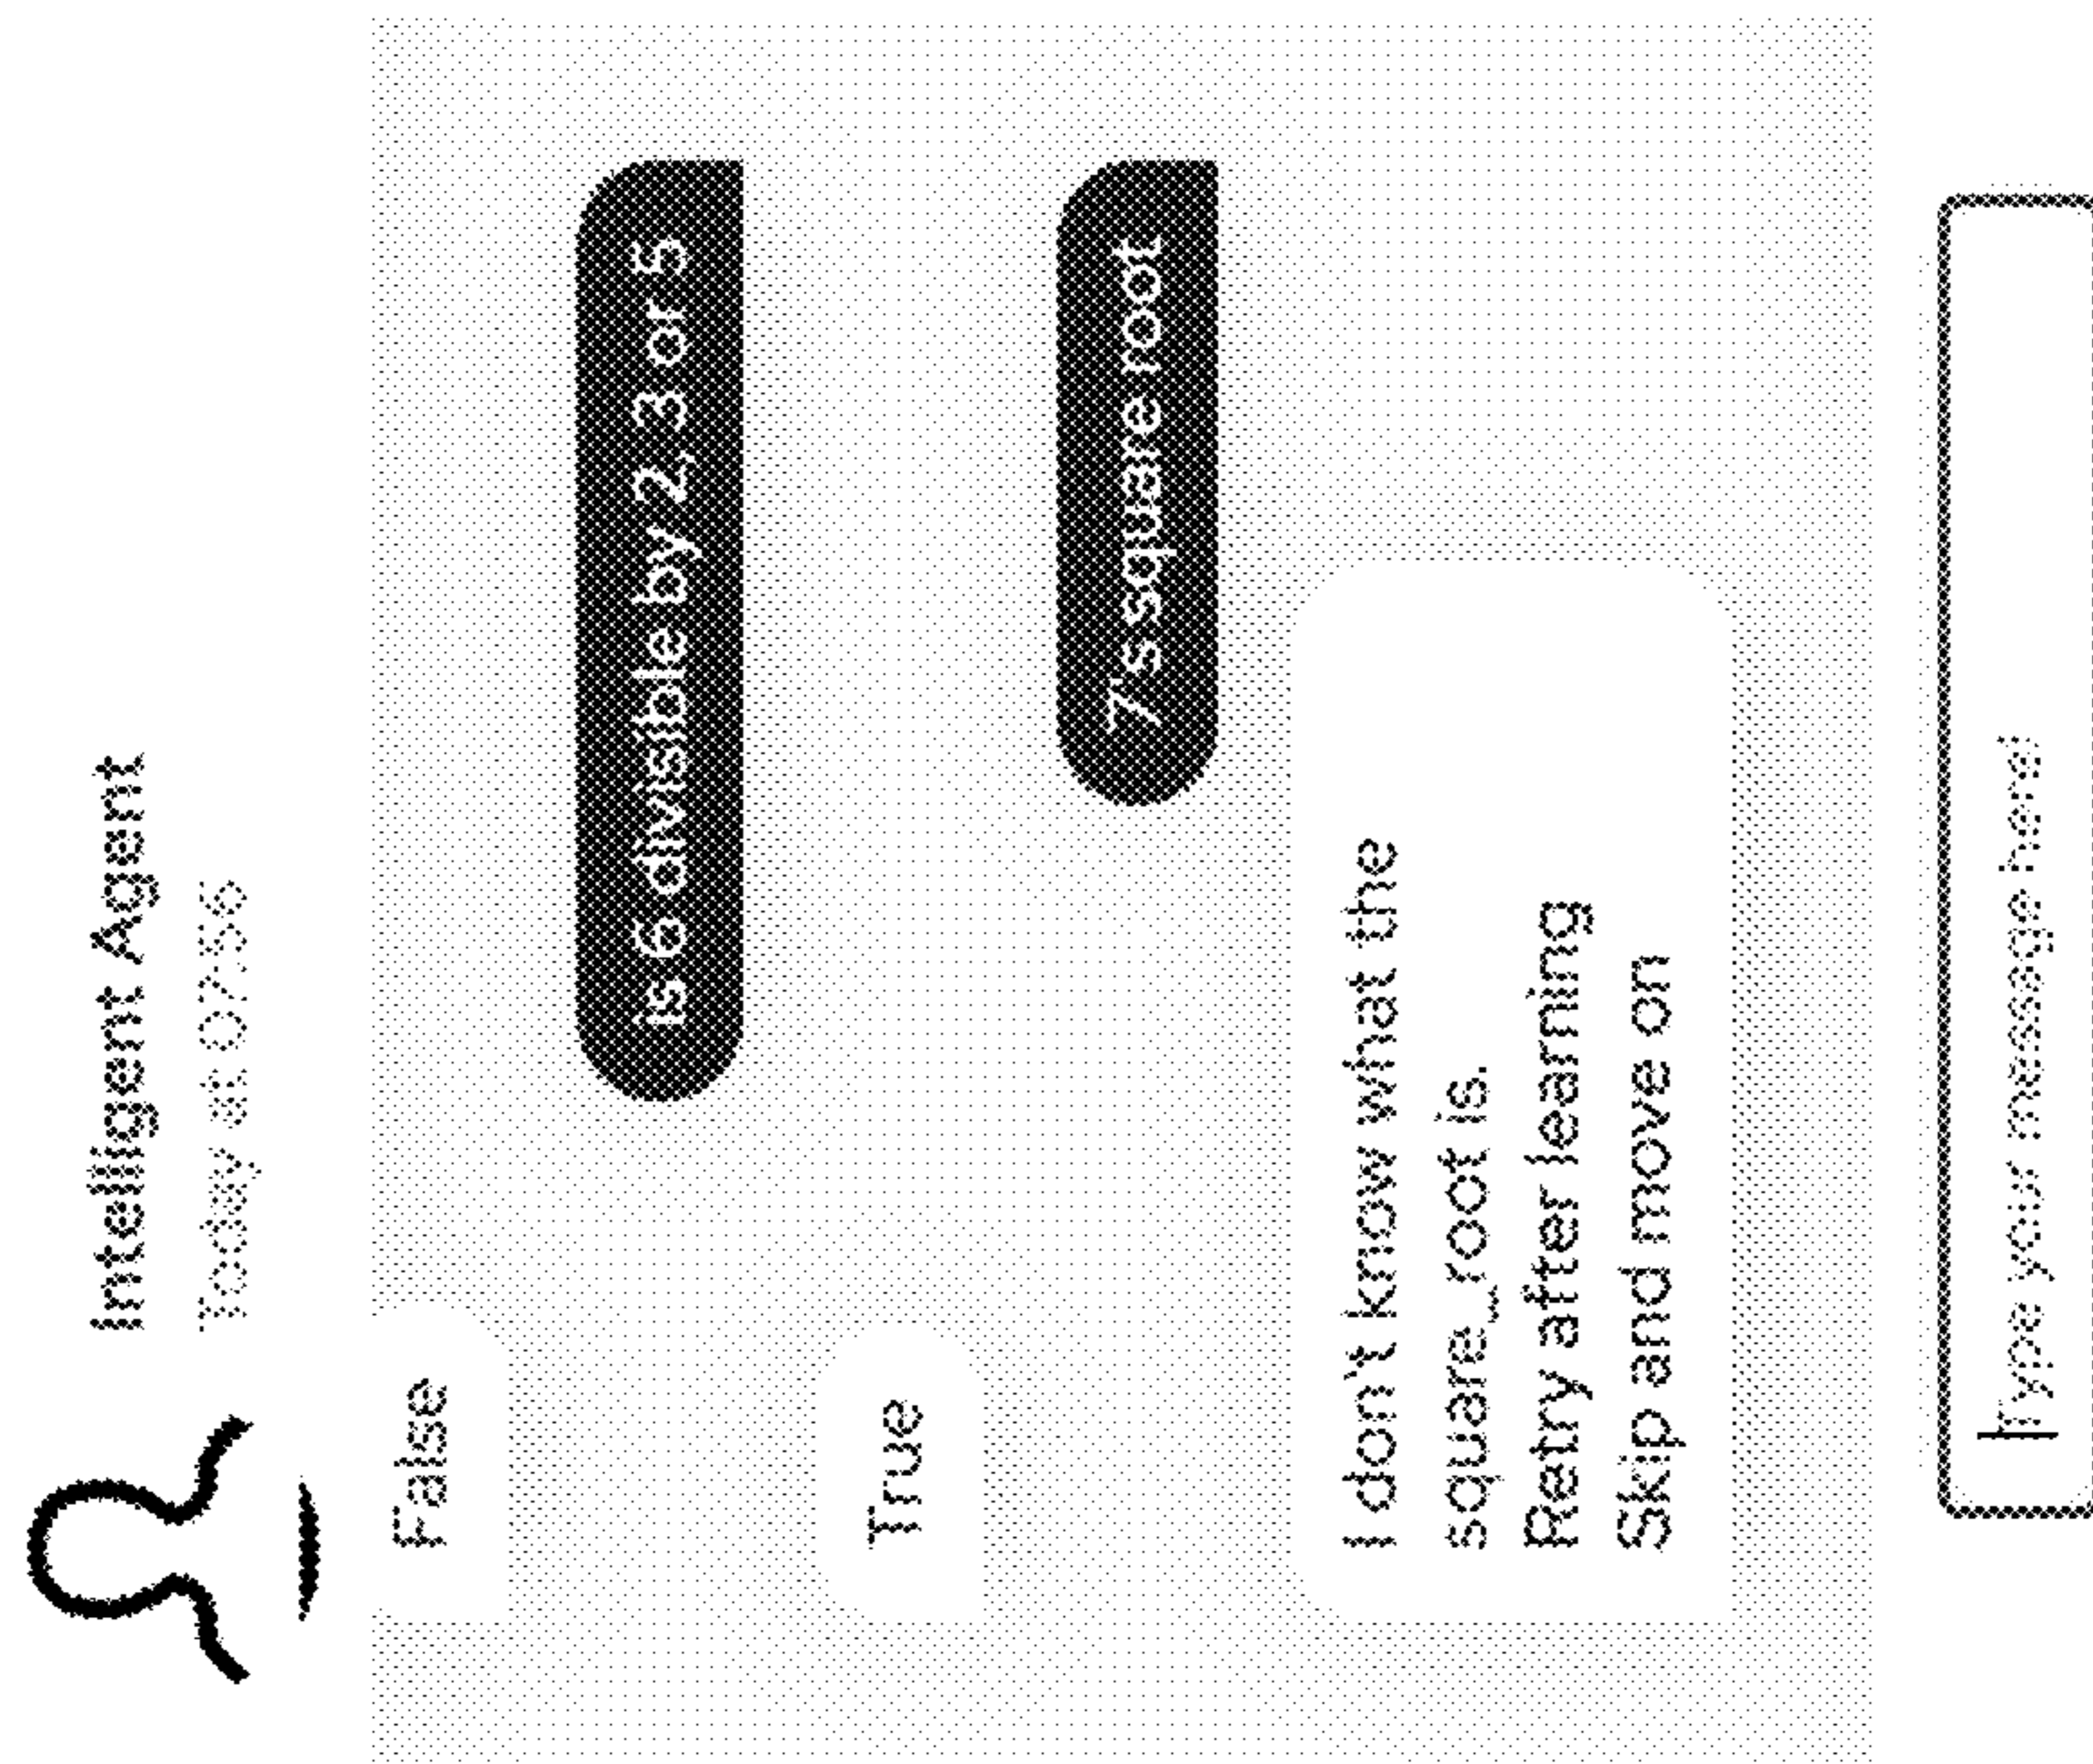 Intelligent Agent
Today at 07:56
False
is 6 divisible by 2,3 or 5
True
7's square root
I don't know what the
square_root is.
Retry after learning
Skip and move on
Type your message here!